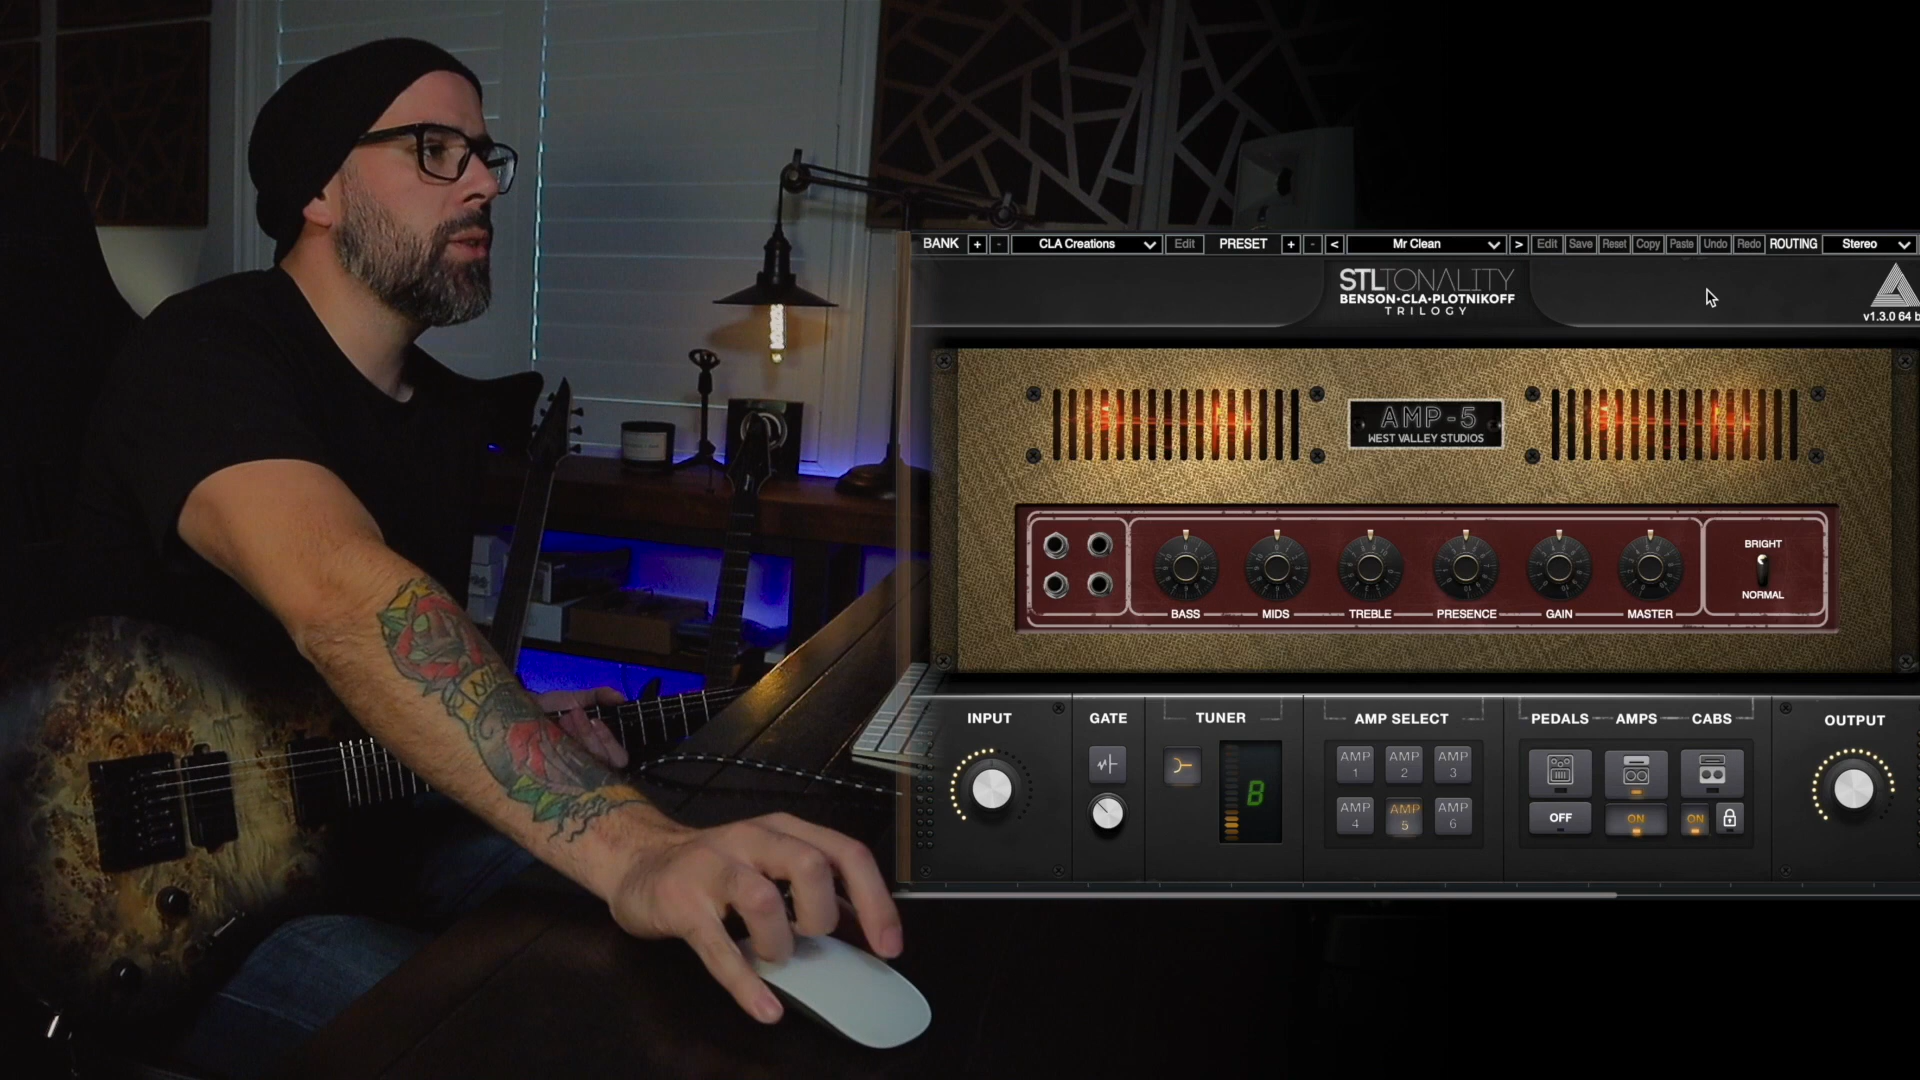 BANK + - CLA Creations Edit PRESET + - < Mr Clean > Edit Save Reset Copy Paste Undo Redo ROUTING Stereo
STL TONALITY
BENSON·CLA·PLOTNIKOFF
TRILOGY
v1.3.0 64 b
AMP-5
WEST VALLEY STUDIOS
BRIGHT
NORMAL
BASS MIDS TREBLE PRESENCE GAIN MASTER
INPUT GATE TUNER AMP SELECT PEDALS AMPS CABS OUTPUT
AMP 1 AMP 2 AMP 3
B
AMP 4 AMP 5 AMP 6
OFF ON ON